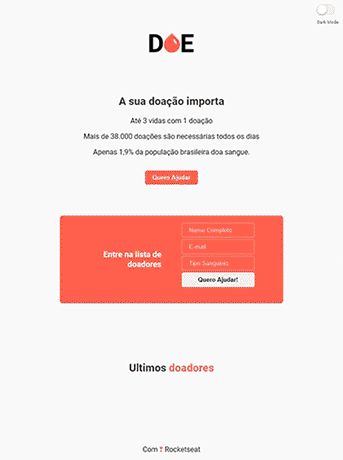 Dark Mode
DOE
A sua doação importa
Até 3 vidas com 1 doação
Mais de 38.000 doações são necessárias todos os dias
Apenas 1,9% da população brasileira doa sangue.
Quero Ajudar
Entre na lista de
doadores
Nome Completo
E-mail
Tipo Sanguíneo
Quero Ajudar!
Ultimos doadores
Com Rocketseat